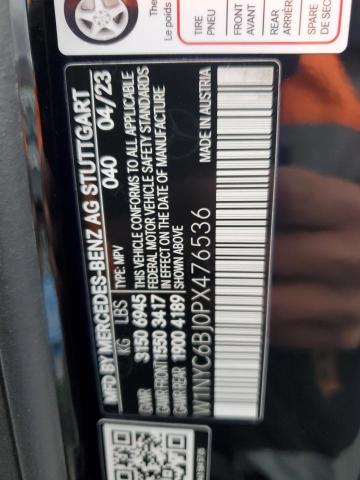 The
Le poids
TIRE
PNEU
FRONT
AVANT
REAR
ARRIÈRE
SPARE
DE SEC
MFD BY MERCEDES-BENZ AG STUTTGART
040 04/23
TYPE: MPV
KG LBS
GVWR 3150 6945
GAWR FRONT 1550 3417
GAWR REAR 1900 4189
THIS VEHICLE CONFORMS TO ALL APPLICABLE
FEDERAL MOTOR VEHICLE SAFETY STANDARDS
IN EFFECT ON THE DATE OF MANUFACTURE
SHOWN ABOVE
MADE IN AUSTRIA
W1NYC6BJ0PX476536